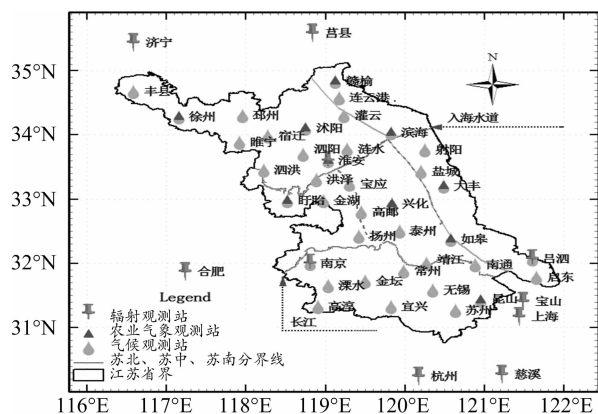 莒县
济宁
35°N
N
赣榆
丰县
连云港
入海水道
徐州
邳州
灌云
34°N
沭阳
滨海
睢宁
宿迁
泗阳
涟水
射阳
淮安
泗洪
盐城
洪泽
宝应
大丰
33°N
盱眙
金湖
兴化
高邮
扬州
泰州
如皋
32°N
合肥
南京
靖江
南通
吕泗
常州
启东
Legend
溧水
金坛
无锡
辐射观测站
高淳
宜兴
苏州
昆山
宝山
农业气象观测站
31°N
长江
上海
气候观测站
苏北、苏中、苏南分界线
江苏省界
杭州
慈溪
116°E 117°E 118°E 119°E 120°E 121°E 122°E